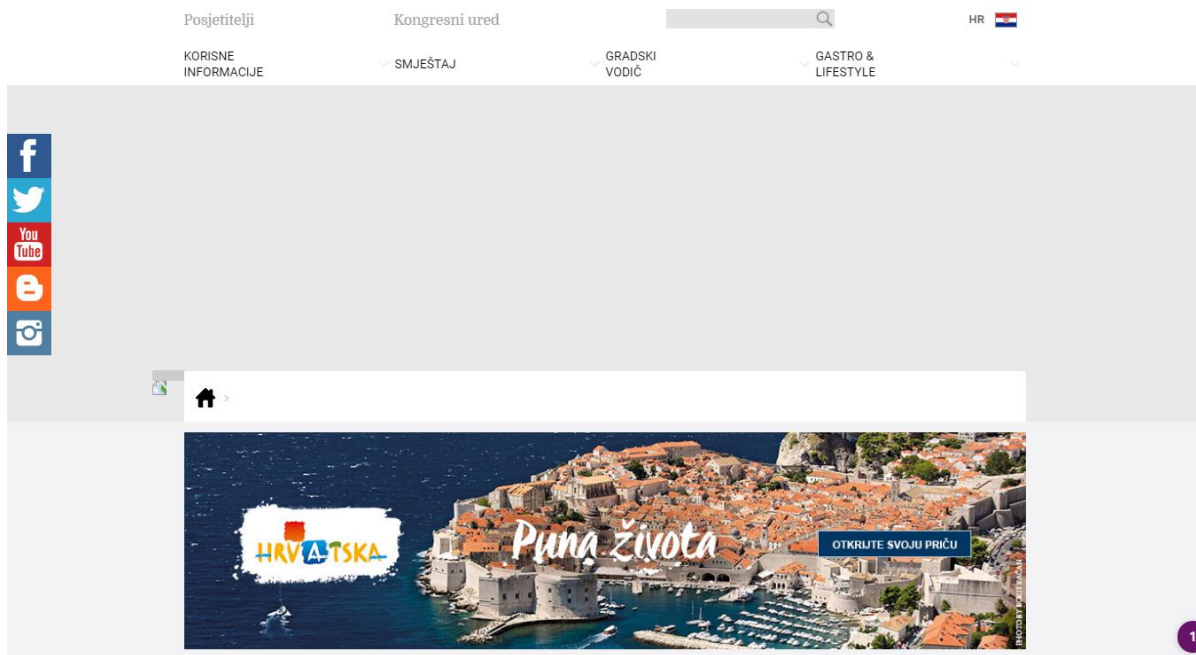 Posjetitelji
Kongresni ured
HR
KORISNE
INFORMACIJE
SMJEŠTAJ
GRADSKI
VODIČ
GASTRO &
LIFESTYLE
You
Tube
HRVATSKA
Puna života
OTKRIJTE SVOJU PRIČU
1